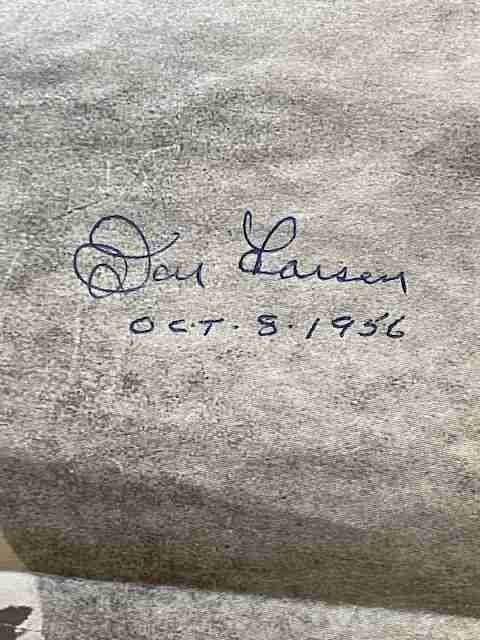 Don Larsen
OCT. 8. 1956